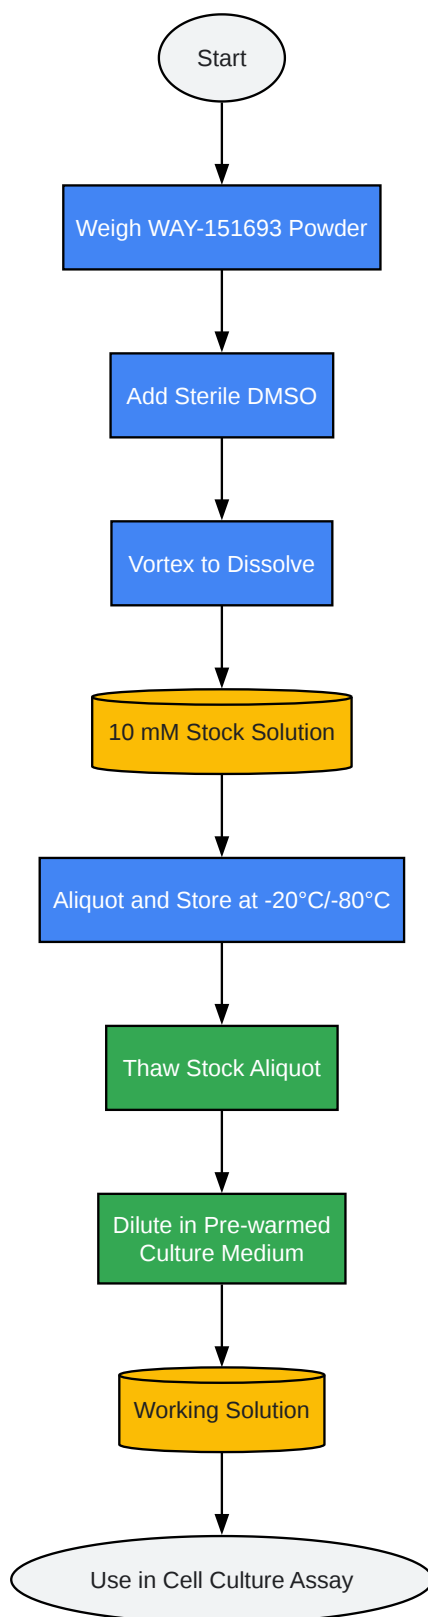 Start
Weigh WAY-151693 Powder
Add Sterile DMSO
Vortex to Dissolve
10 mM Stock Solution
Aliquot and Store at -20°C/-80°C
Thaw Stock Aliquot
Dilute in Pre-warmed
Culture Medium
Working Solution
Use in Cell Culture Assay